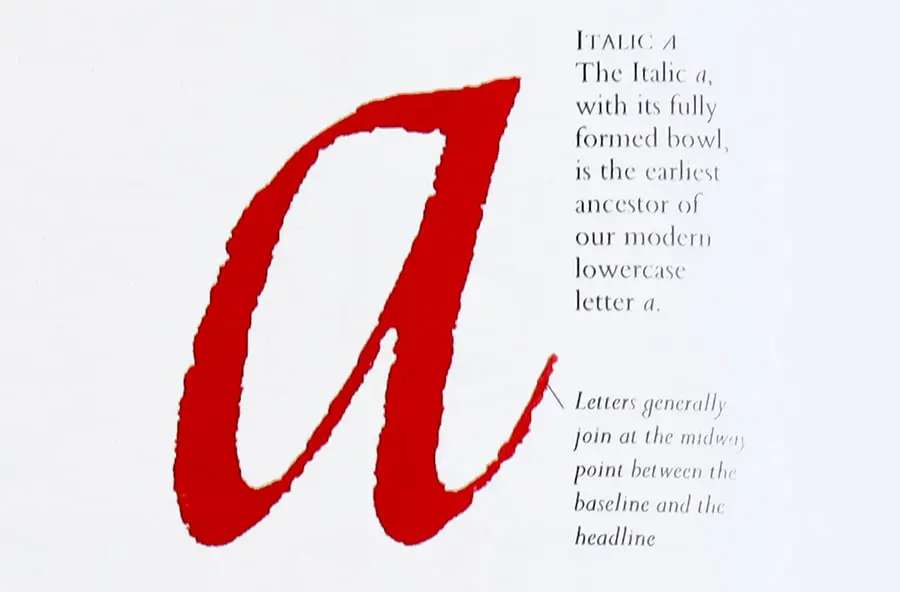 a
ITALIC A
The Italic a,
with its fully
formed bowl,
is the earliest
ancestor of
our modern
lowercase
letter a.
Letters generally
join at the midway
point between the
baseline and the
headline